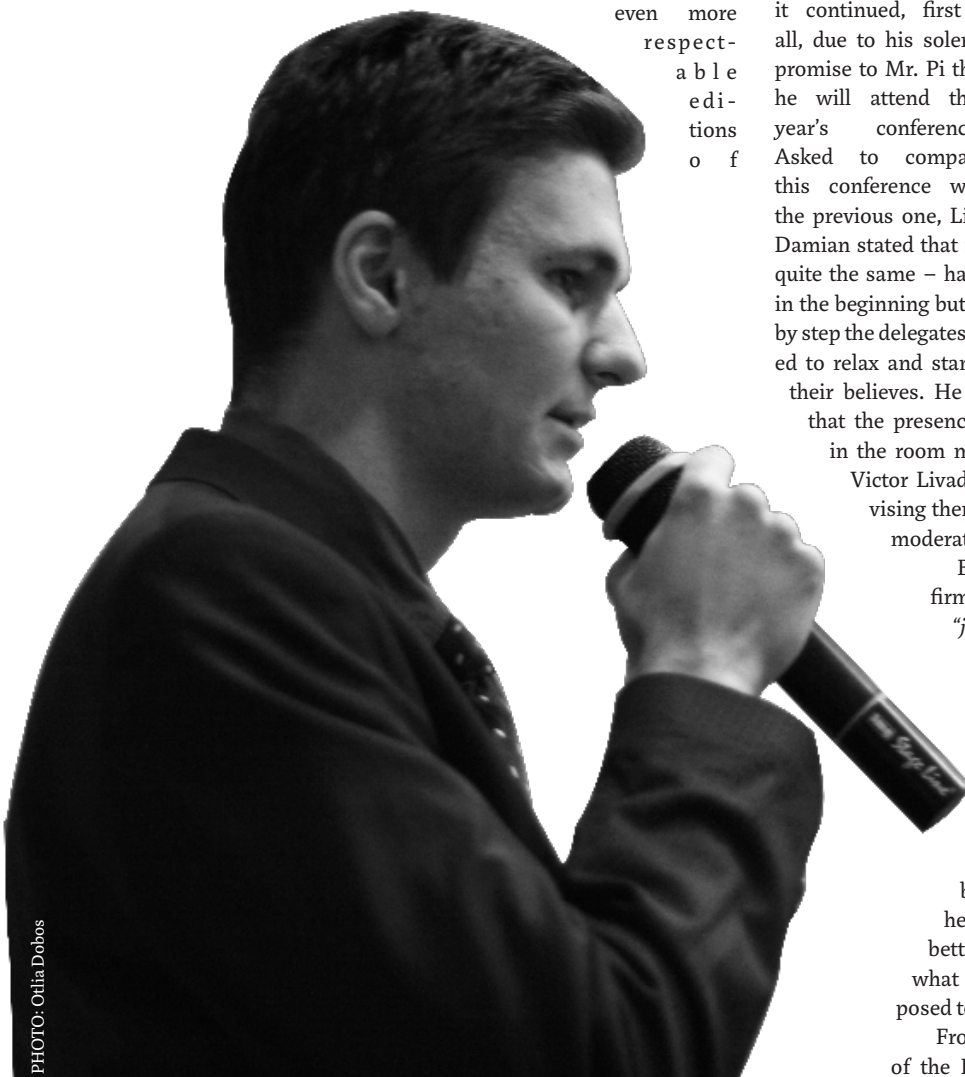 even more
respect-
able
edi-
tions
of
it continued, first
all, due to his
promise to Mr. Pi th
he will attend th
year's conferenc
Asked to compa
this conference w
the previous one, Li
Damian stated that
quite the same – ha
in the beginning but
by step the delegates
ed to relax and star
their believes. He
that the presenc
in the room
Victor Livad
vising ther
moderat
firm
“j
he
bett
what
posed to
Fro
of the
Stage Line
PHOTO: Otlia Dobos